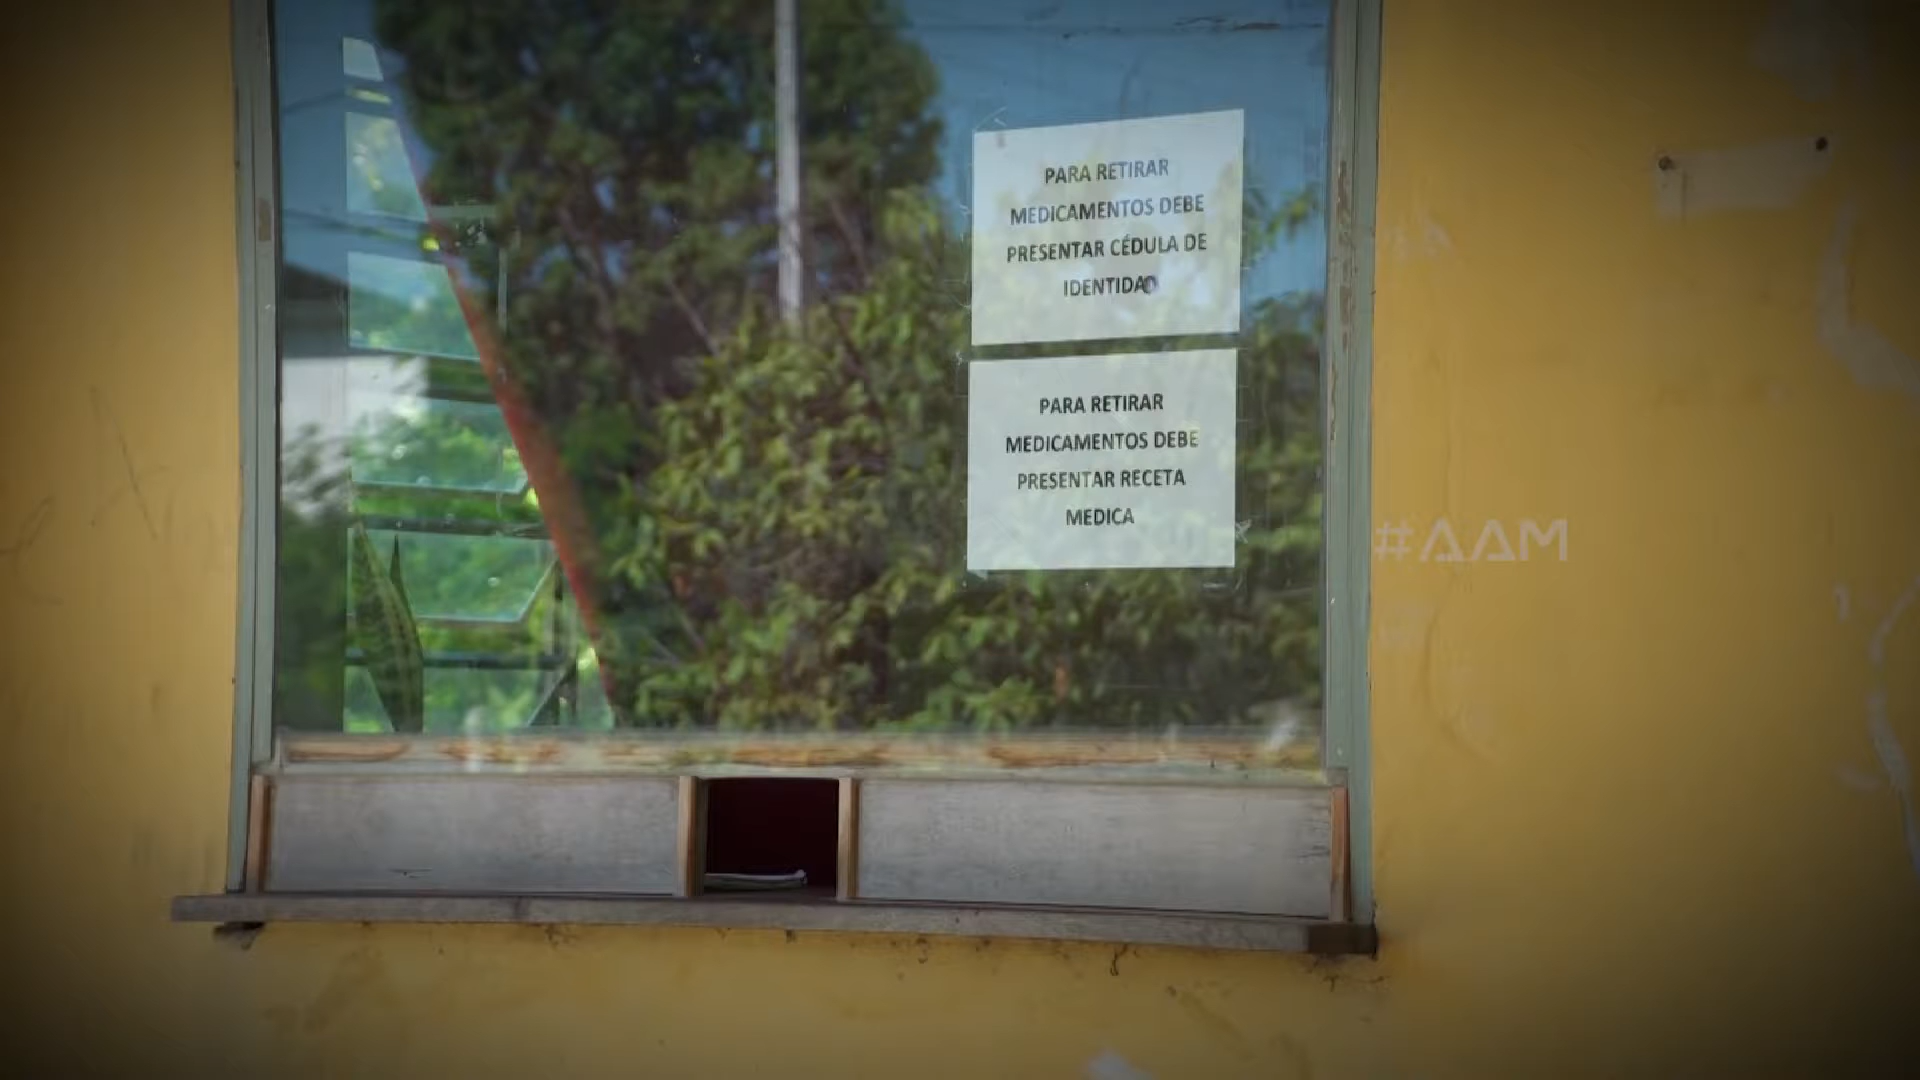 PARA RETIRAR
MEDICAMENTOS DEBE
PRESENTAR CÉDULA DE
IDENTIDAD
PARA RETIRAR
MEDICAMENTOS DEBE
PRESENTAR RECETA
MEDICA
#AAM